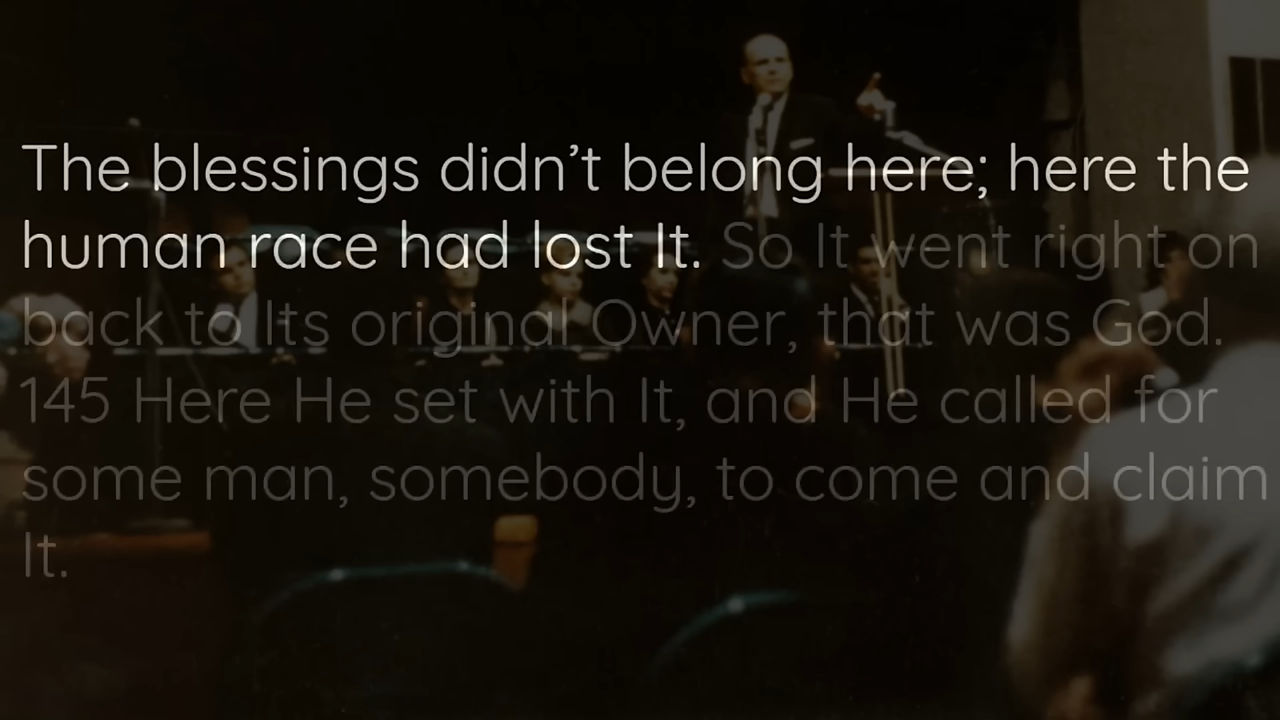 The blessings didn’t belong here; here the
human race had lost It. So It went right on
back to Its original Owner, that was God.
145 Here He set with It, and He called for
some man, somebody, to come and claim
It.